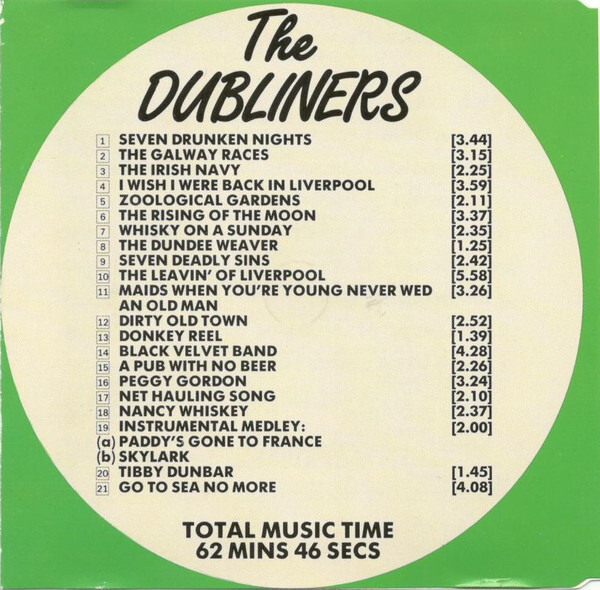 The
DUBLINERS
1 SEVEN DRUNKEN NIGHTS [3.44]
2 THE GALWAY RACES [3.15]
3 THE IRISH NAVY [2.25]
4 I WISH I WERE BACK IN LIVERPOOL [3.59]
5 ZOOLOGICAL GARDENS [2.11]
6 THE RISING OF THE MOON [3.37]
7 WHISKY ON A SUNDAY [2.35]
8 THE DUNDEE WEAVER [1.25]
9 SEVEN DEADLY SINS [2.42]
10 THE LEAVIN' OF LIVERPOOL [5.58]
11 MAIDS WHEN YOU'RE YOUNG NEVER WED [3.26]
AN OLD MAN
12 DIRTY OLD TOWN [2.52]
13 DONKEY REEL [1.39]
14 BLACK VELVET BAND [4.28]
15 A PUB WITH NO BEER [2.26]
16 PEGGY GORDON [3.24]
17 NET HAULING SONG [2.10]
18 NANCY WHISKEY [2.37]
19 INSTRUMENTAL MEDLEY: [2.00]
(a) PADDY'S GONE TO FRANCE
(b) SKYLARK
20 TIBBY DUNBAR [1.45]
21 GO TO SEA NO MORE [4.08]
TOTAL MUSIC TIME
62 MINS 46 SECS